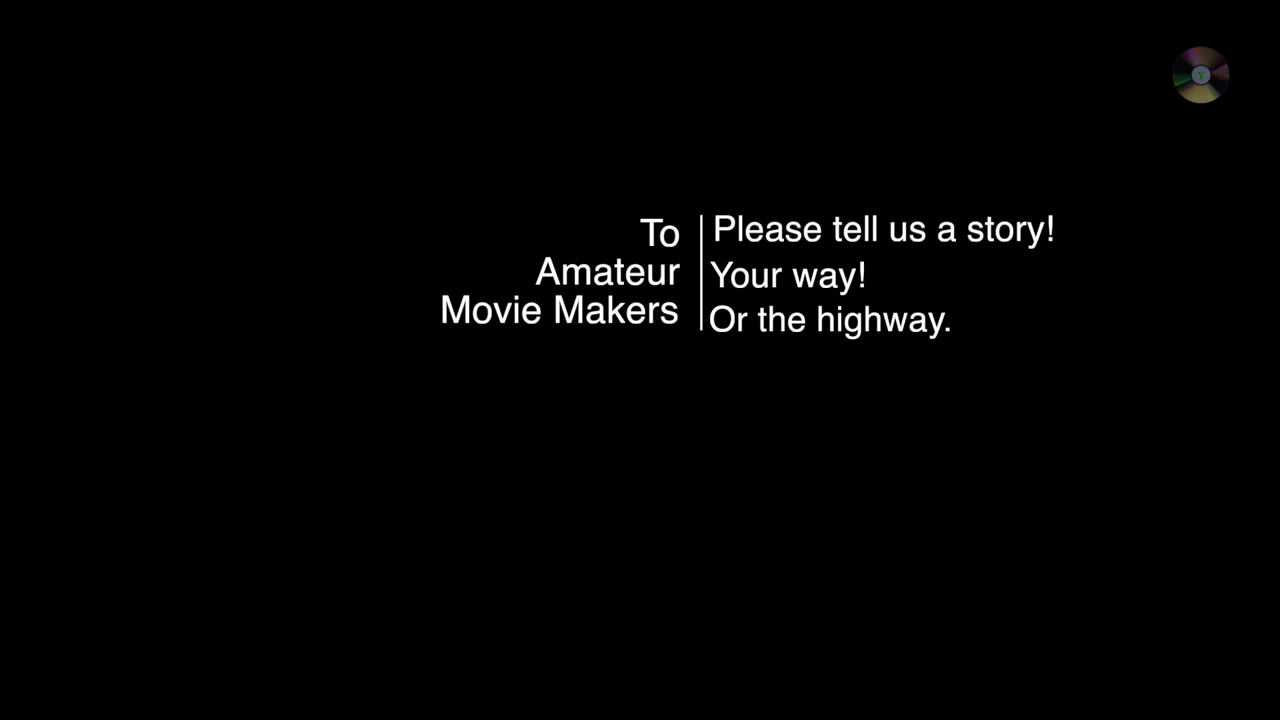 To
Amateur
Movie Makers
Please tell us a story!
Your way!
Or the highway.